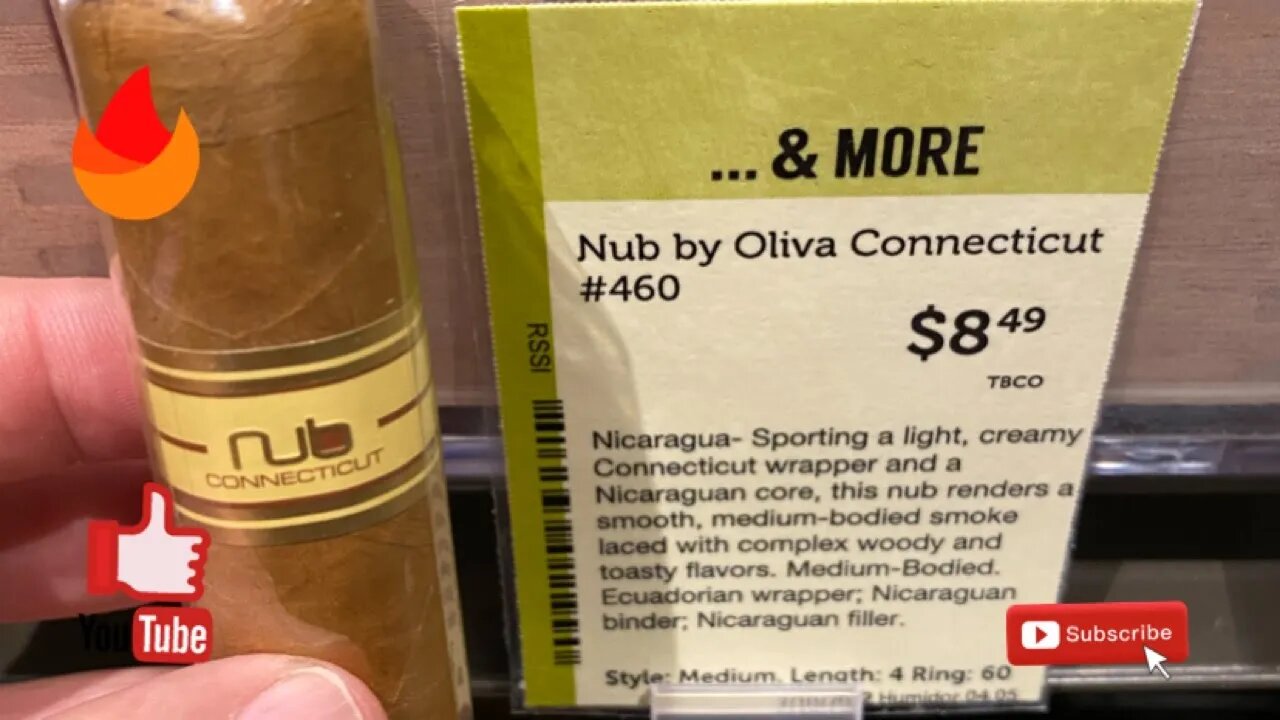 ... & MORE
Nub by Oliva Connecticut
#460
$8 49
TBCO
RSSI
Nicaragua- Sporting a light, creamy
Connecticut wrapper and a
Nicaraguan core, this nub renders a
smooth, medium-bodied smoke
laced with complex woody and
toasty flavors. Medium-Bodied.
Ecuadorian wrapper; Nicaraguan
binder; Nicaraguan filler.
Style: Medium. Length: 4 Ring: 60
Humidor 04.05
nub
CONNECTICUT
YouTube
Subscribe